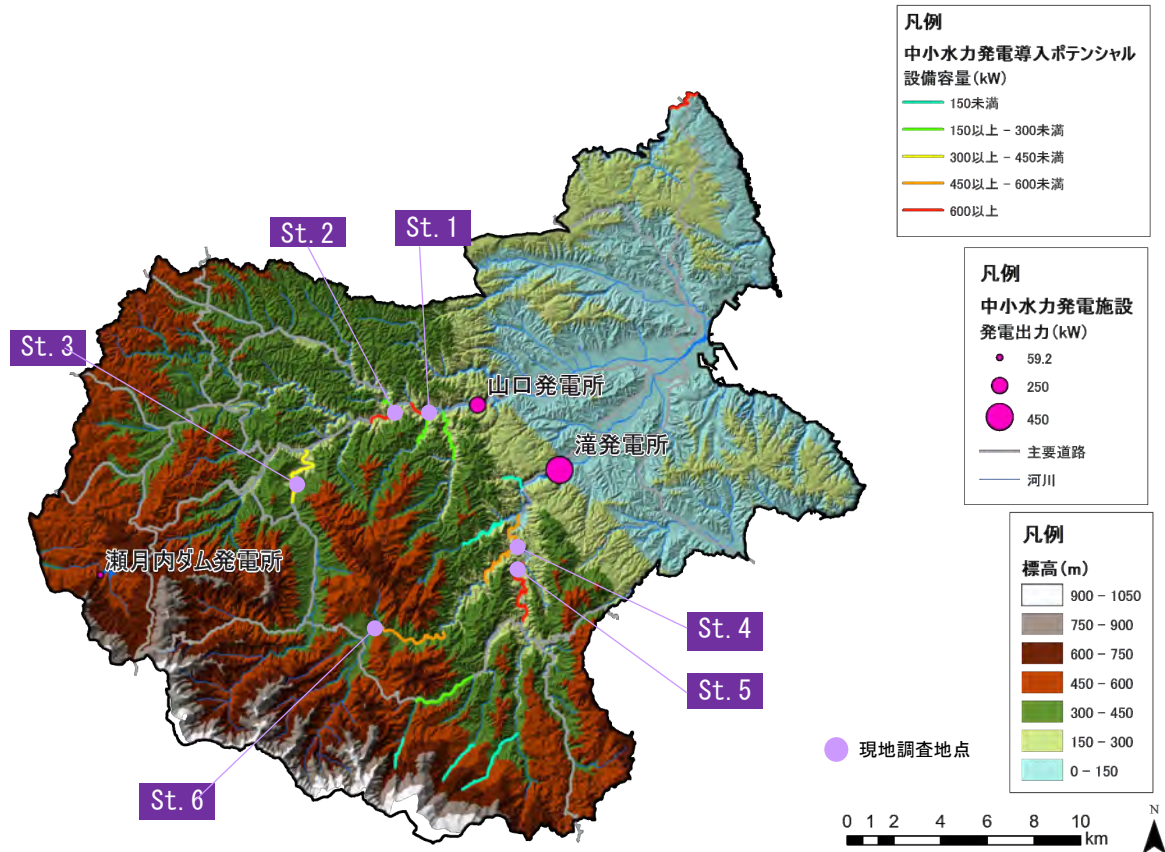 凡例
中小水力発電導入ポテンシャル
設備容量(kW)
150未満
150以上 - 300未満
300以上 - 450未満
450以上 - 600未満
600以上
凡例
中小水力発電施設
発電出力(kW)
59.2
250
450
主要道路
河川
凡例
標高(m)
900 - 1050
750 - 900
600 - 750
450 - 600
300 - 450
150 - 300
0 - 150
St. 2
St. 1
St. 3
山口発電所
滝発電所
瀬月内ダム発電所
St. 4
St. 5
St. 6
現地調査地点
0 1 2 4 6 8 10
km
N